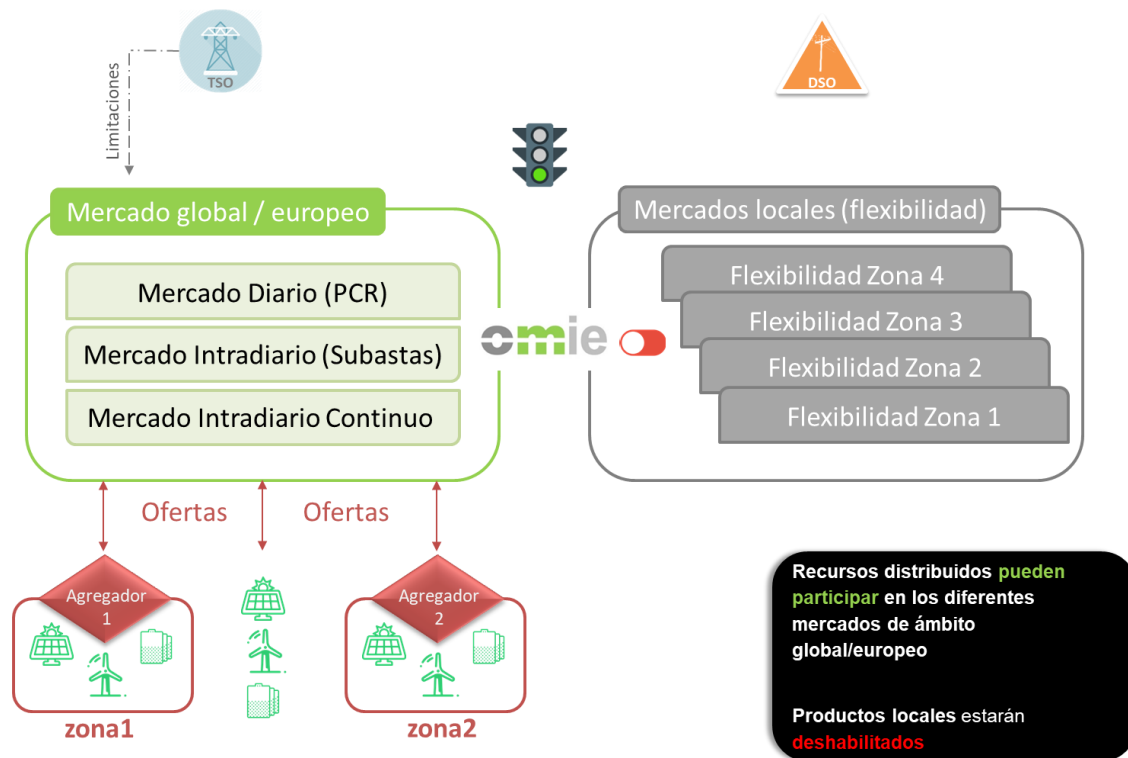 TSO
DSO
Limitaciones
Mercado global / europeo
Mercado Diario (PCR)
Mercado Intradiario (Subastas)
Mercado Intradiario Continuo
omie
Mercados locales (flexibilidad)
Flexibilidad Zona 4
Flexibilidad Zona 3
Flexibilidad Zona 2
Flexibilidad Zona 1
Ofertas
Ofertas
Agregador
1
zona1
Agregador
2
zona2
Recursos distribuidos pueden
participar en los diferentes
mercados de ámbito
global/europeo
Productos locales estarán
deshabilitados